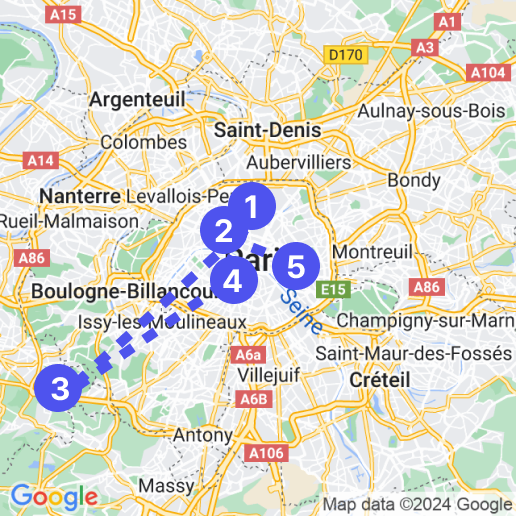 A15
A1
A3
D170
A104
Argenteuil
Aulnay-sous-Bois
Saint-Denis
Colombes
Aubervilliers
A14
Bondy
Nanterre
Levallois-Pe
1
Rueil-Malmaison
2
A86
Montreuil
5
4
E15
A86
Boulogne-Billancou
Seine
Issy-les-Moulineaux
Champigny-sur-Marn
A6a
Saint-Maur-des-Fossés
Villejuif
Créteil
3
A6B
Antony
A106
Massy
Google
Map data ©2024 Google